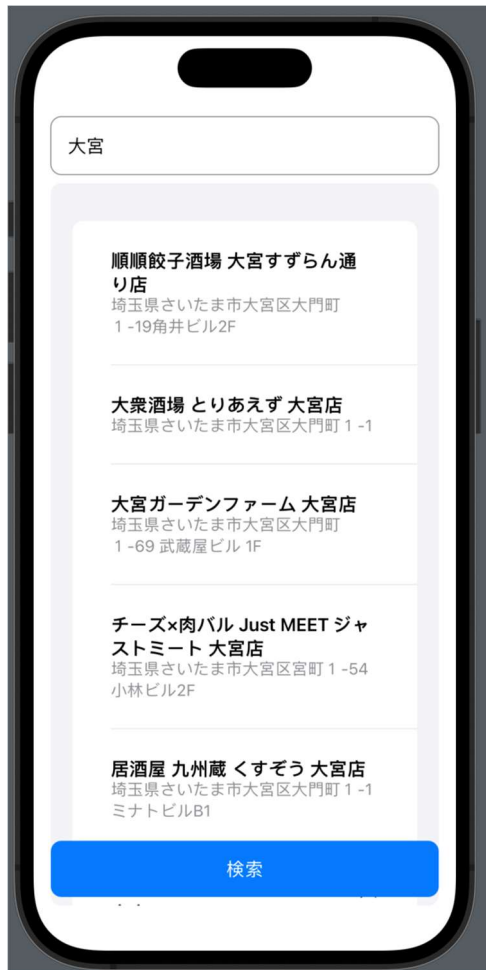 大宮
順順餃子酒場 大宮すずらん通
り店
埼玉県さいたま市大宮区大門町
１-19角井ビル2F
大衆酒場 とりあえず 大宮店
埼玉県さいたま市大宮区大門町１-1
大宮ガーデンファーム 大宮店
埼玉県さいたま市大宮区大門町
１-69 武蔵屋ビル 1F
チーズ×肉バル Just MEET ジャ
ストミート 大宮店
埼玉県さいたま市大宮区宮町１-54
小林ビル2F
居酒屋 九州蔵 くすぞう 大宮店
埼玉県さいたま市大宮区大門町１-1
ミナトビルB1
検索